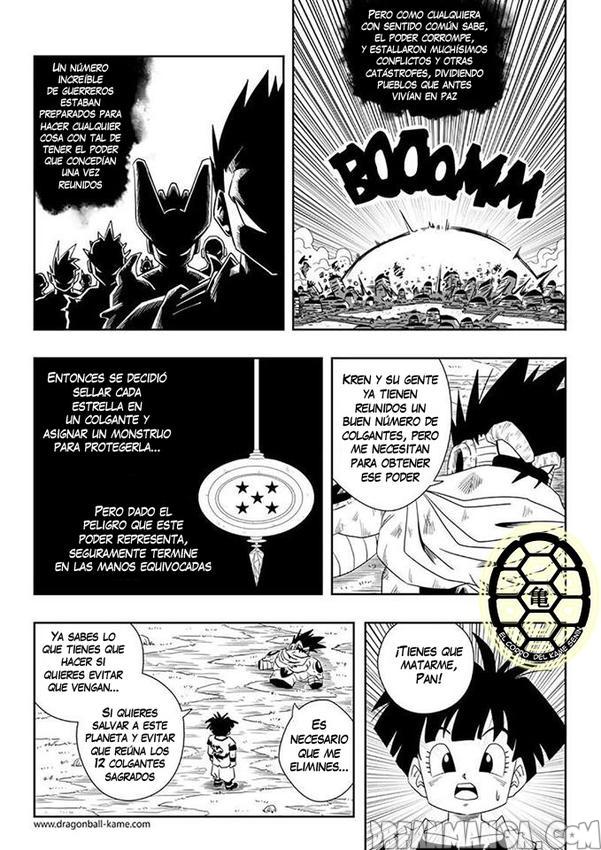 Pero como cualquiera
con sentido común sabe,
el poder corrompe,
y estallaron muchísimos
conflictos y otras
catástrofes, dividiendo
pueblos que antes
vivían en paz
Un número
increíble
de guerreros
estaban
preparados para
hacer cualquier
cosa con tal de
tener el poder
que concedían
una vez
reunidos
BOOOMM
Entonces se decidió
sellar cada
estrella en
un colgante y
asignar un monstruo
para protegerla...
Pero dado el
peligro que este
poder representa,
seguramente termine
en las manos equivocadas
Kren y su gente
ya tienen
reunidos un
buen número de
colgantes, pero me
necesitan
para obtener
ese poder
亀
EL CORRO DEL KAME SENNIN
Ya sabes lo
que tienes que
hacer si
quieres evitar
que vengan...
Si quieres
salvar a este
planeta y evitar
que reúna los
12 colgantes
sagrados
Es
necesario que
me elimines...
¡Tienes que
matarme,
Pan!
www.dragonball-kame.com
DREAMMANGA.COM